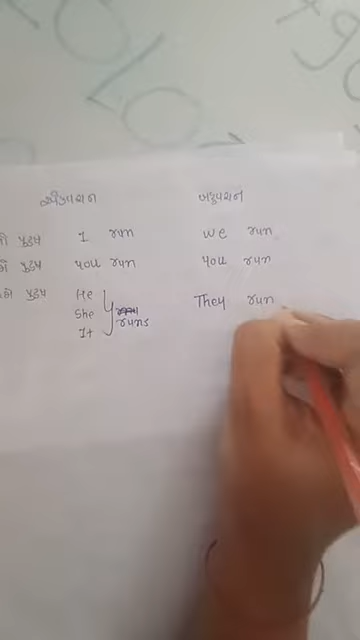 એકવચન બહુવચન
પુરુષ I run we run
પુરુષ you run you run
પુરુષ He
She runs They run
It